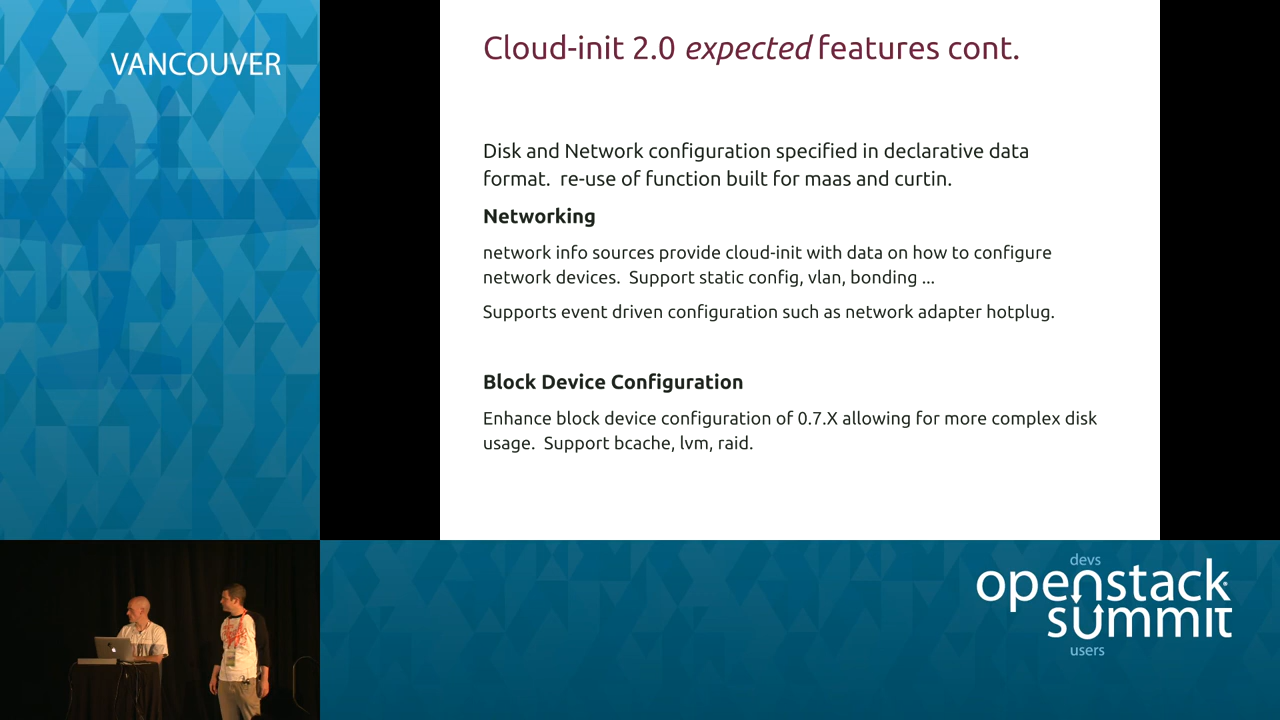 VANCOUVER
Cloud-init 2.0 expected features cont.
Disk and Network configuration specified in declarative data
format.  re-use of function built for maas and curtin.
Networking
network info sources provide cloud-init with data on how to configure
network devices.  Support static config, vlan, bonding ...
Supports event driven configuration such as network adapter hotplug.
Block Device Configuration
Enhance block device configuration of 0.7.X allowing for more complex disk
usage.  Support bcache, lvm, raid.
devs
openstack
summit
users